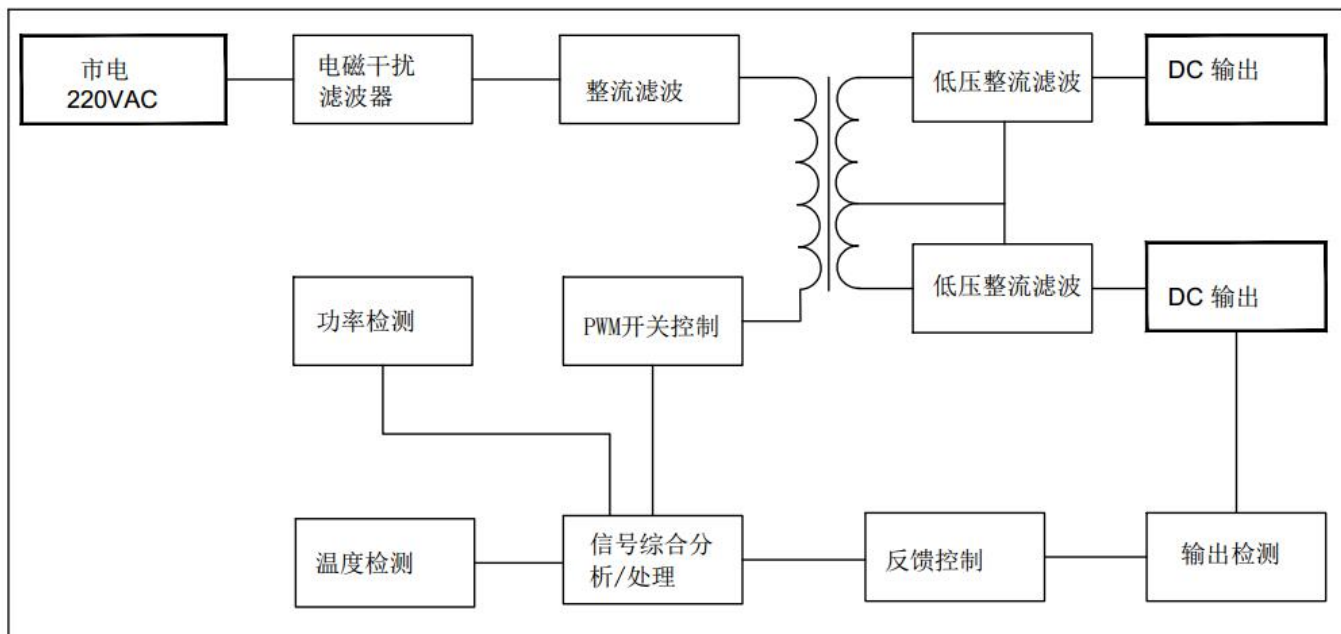 市电
220VAC
电磁干扰
滤波器
整流滤波
低压整流滤波
DC 输出
低压整流滤波
DC 输出
功率检测
PWM开关控制
温度检测
信号综合分
析/处理
反馈控制
输出检测